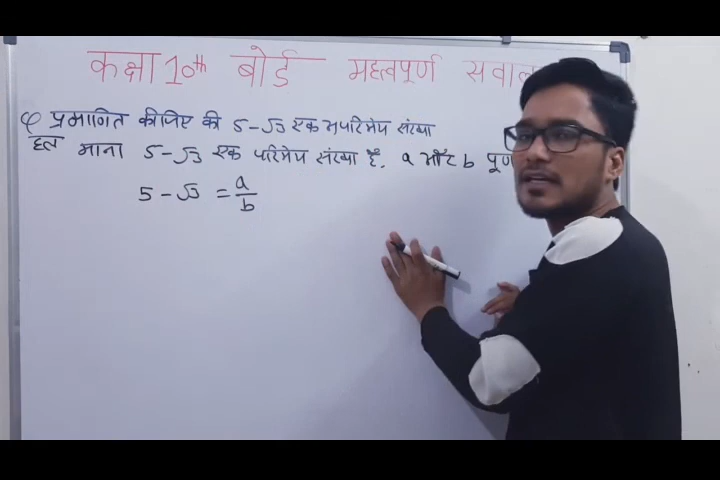 कक्षा 10th बोर्ड महत्वपूर्ण सवाल
Q प्रमाणित कीजिए की 5-√3 एक अपरिमेय संख्या
हल माना 5-√3 एक परिमेय संख्या है. a और b पूर्ण
5-√3 = a/b